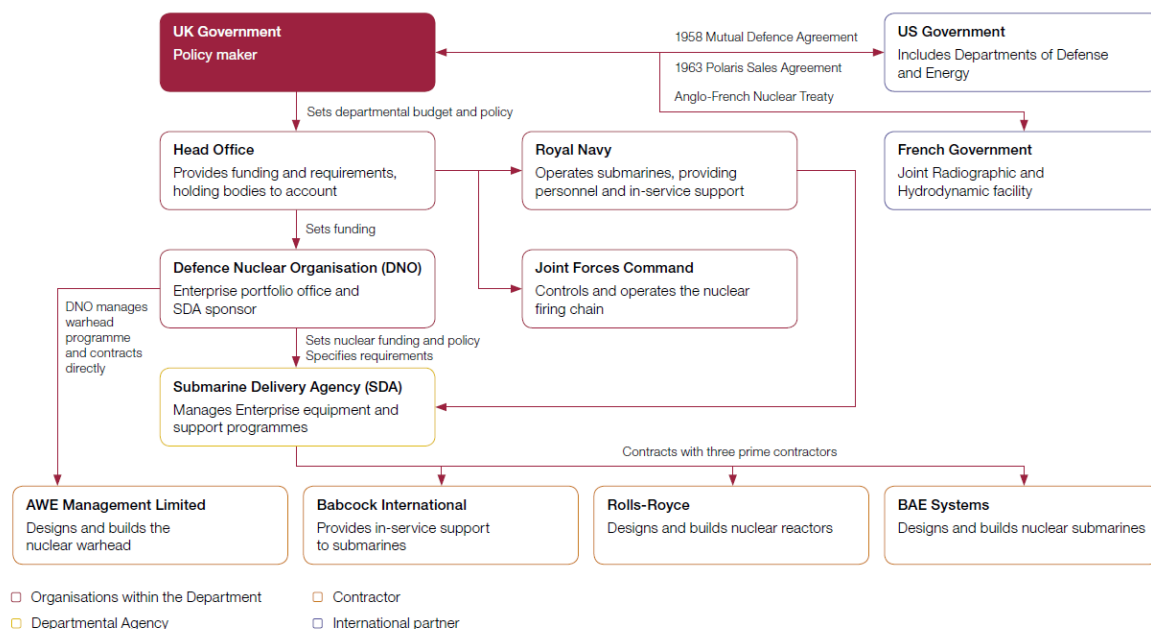 UK Government
Policy maker
1958 Mutual Defence Agreement
1963 Polaris Sales Agreement
Anglo-French Nuclear Treaty
US Government
Includes Departments of Defense
and Energy
Sets departmental budget and policy
Head Office
Provides funding and requirements,
holding bodies to account
Royal Navy
Operates submarines, providing
personnel and in-service support
French Government
Joint Radiographic and
Hydrodynamic facility
Sets funding
Defence Nuclear Organisation (DNO)
Enterprise portfolio office and
SDA sponsor
Joint Forces Command
Controls and operates the nuclear
firing chain
DNO manages
warhead
programme
and contracts
directly
Sets nuclear funding and policy
Specifies requirements
Submarine Delivery Agency (SDA)
Manages Enterprise equipment and
support programmes
Contracts with three prime contractors
AWE Management Limited
Designs and builds the
nuclear warhead
Babcock International
Provides in-service support
to submarines
Rolls-Royce
Designs and builds nuclear reactors
BAE Systems
Designs and builds nuclear submarines
Organisations within the Department
Contractor
Departmental Agency
International partner